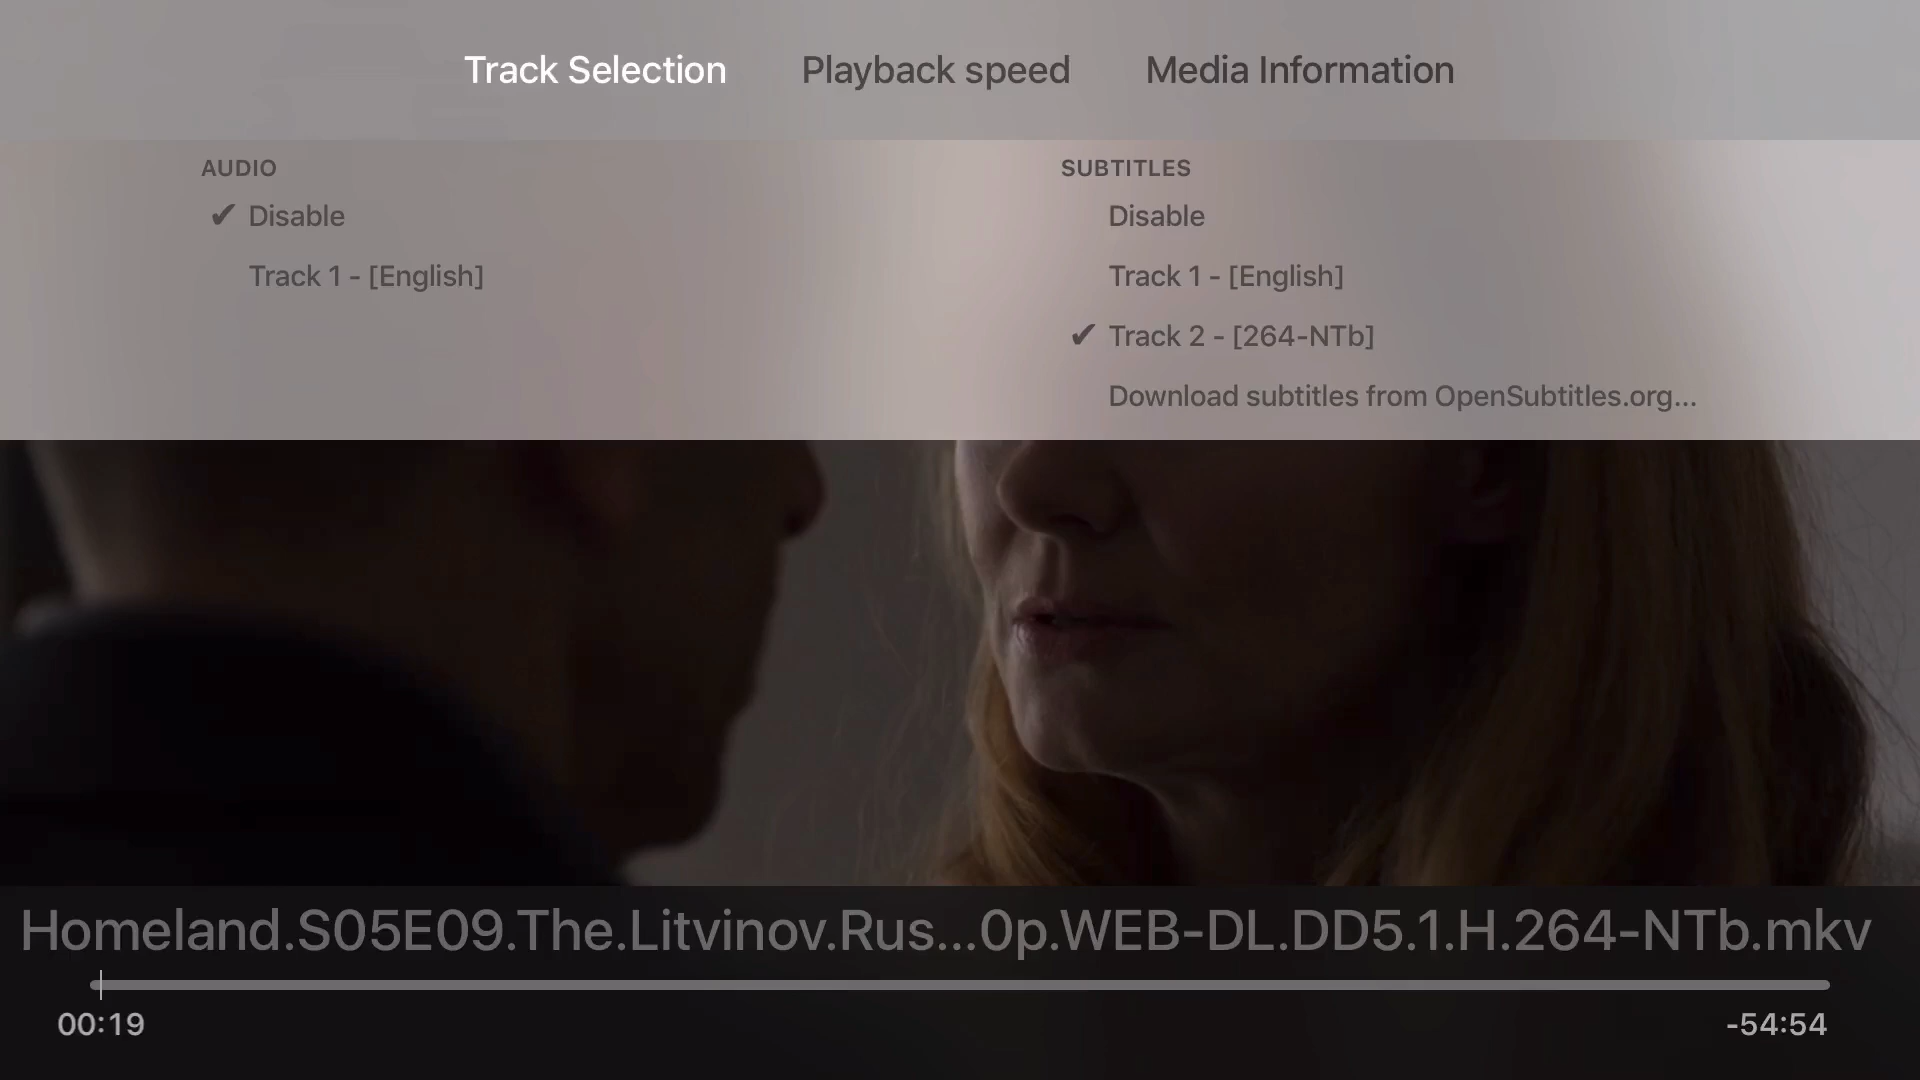 Track Selection Playback speed Media Information
AUDIO
✔ Disable
Track 1 - [English]
SUBTITLES
Disable
Track 1 - [English]
✔ Track 2 - [264-NTb]
Download subtitles from OpenSubtitles.org...
Homeland.S05E09.The.Litvinov.Rus...0p.WEB-DL.DD5.1.H.264-NTb.mkv
00:19 -54:54